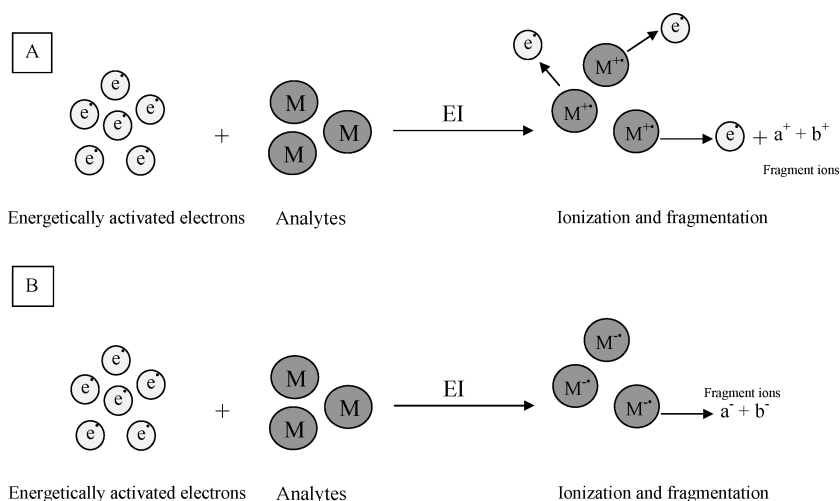 A
e• e• e• e• e• e•
+
M M M
EI
e• e•
M+• M+• M+•
e• + a+ + b+
Fragment ions
Energetically activated electrons Analytes Ionization and fragmentation
B
e• e• e• e• e• e•
+
M M M
EI
M-• M-• M-•
Fragment ions
a- + b-
Energetically activated electrons Analytes Ionization and fragmentation